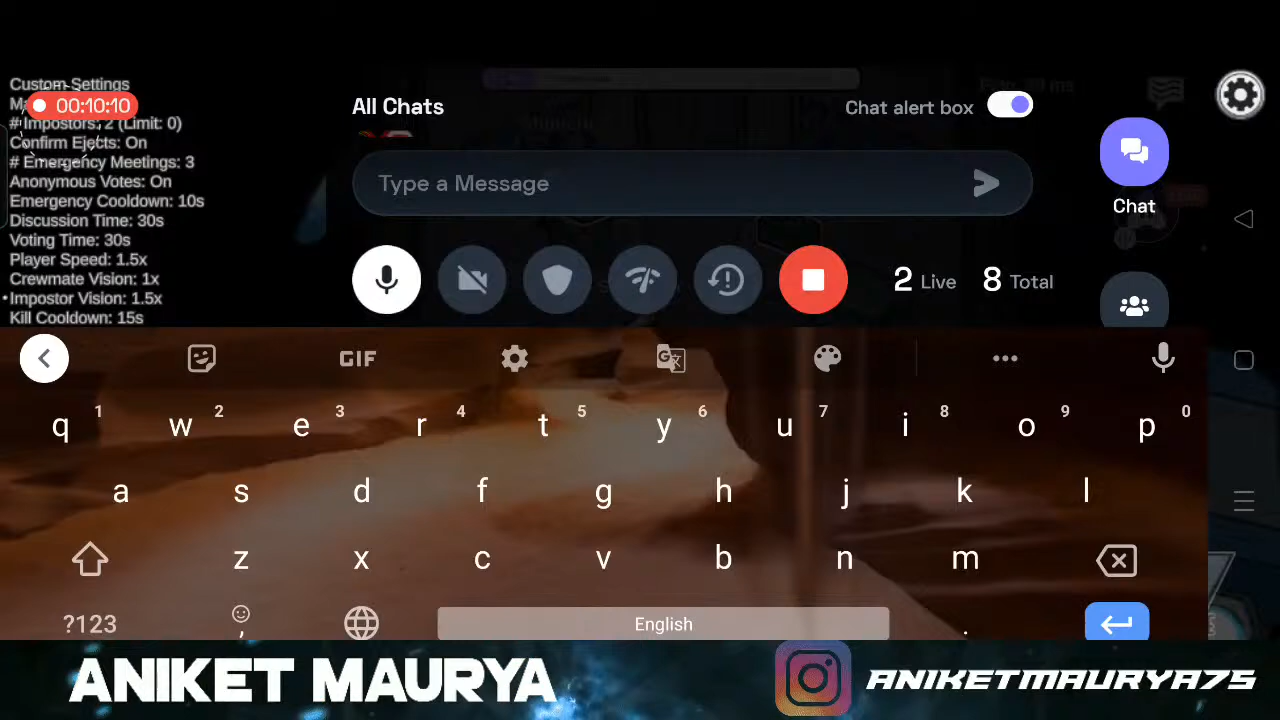 Custom Settings
Ma
00:10:10
# Impostors: 2 (Limit: 0)
Confirm Ejects: On
# Emergency Meetings: 3
Anonymous Votes: On
Emergency Cooldown: 10s
Discussion Time: 30s
Voting Time: 30s
Player Speed: 1.5x
Crewmate Vision: 1x
Impostor Vision: 1.5x
Kill Cooldown: 15s
All Chats
Chat alert box
Type a Message
Chat
2 Live 8 Total
GIF
q 1 w 2 e 3 r 4 t 5 y 6 u 7 i 8 o 9 p 0
a s d f g h j k l
z x c v b n m
?123 , English .
ANIKET MAURYA
ANIKETMAURYA75